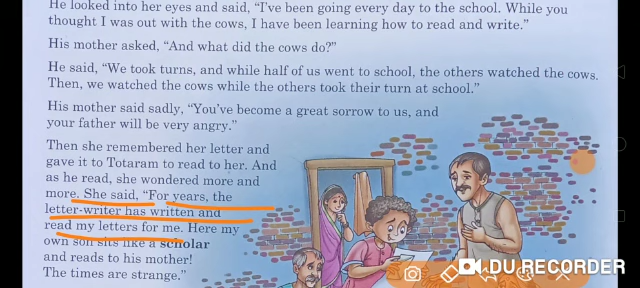 He looked into her eyes and said, "I've been going every day to the school. While you
thought I was out with the cows, I have been learning how to read and write."
His mother asked, "And what did the cows do?"
He said, "We took turns, and while half of us went to school, the others watched the cows.
Then, we watched the cows while the others took their turn at school."
His mother said sadly, "You've become a great sorrow to us, and
your father will be very angry."
Then she remembered her letter and
gave it to Totaram to read to her. And
as he read, she wondered more and
more. She said, "For years, the
letter-writer has written and
read my letters for me. Here my
own son sits like a scholar
and reads to his mother!
The times are strange."
DU RECORDER